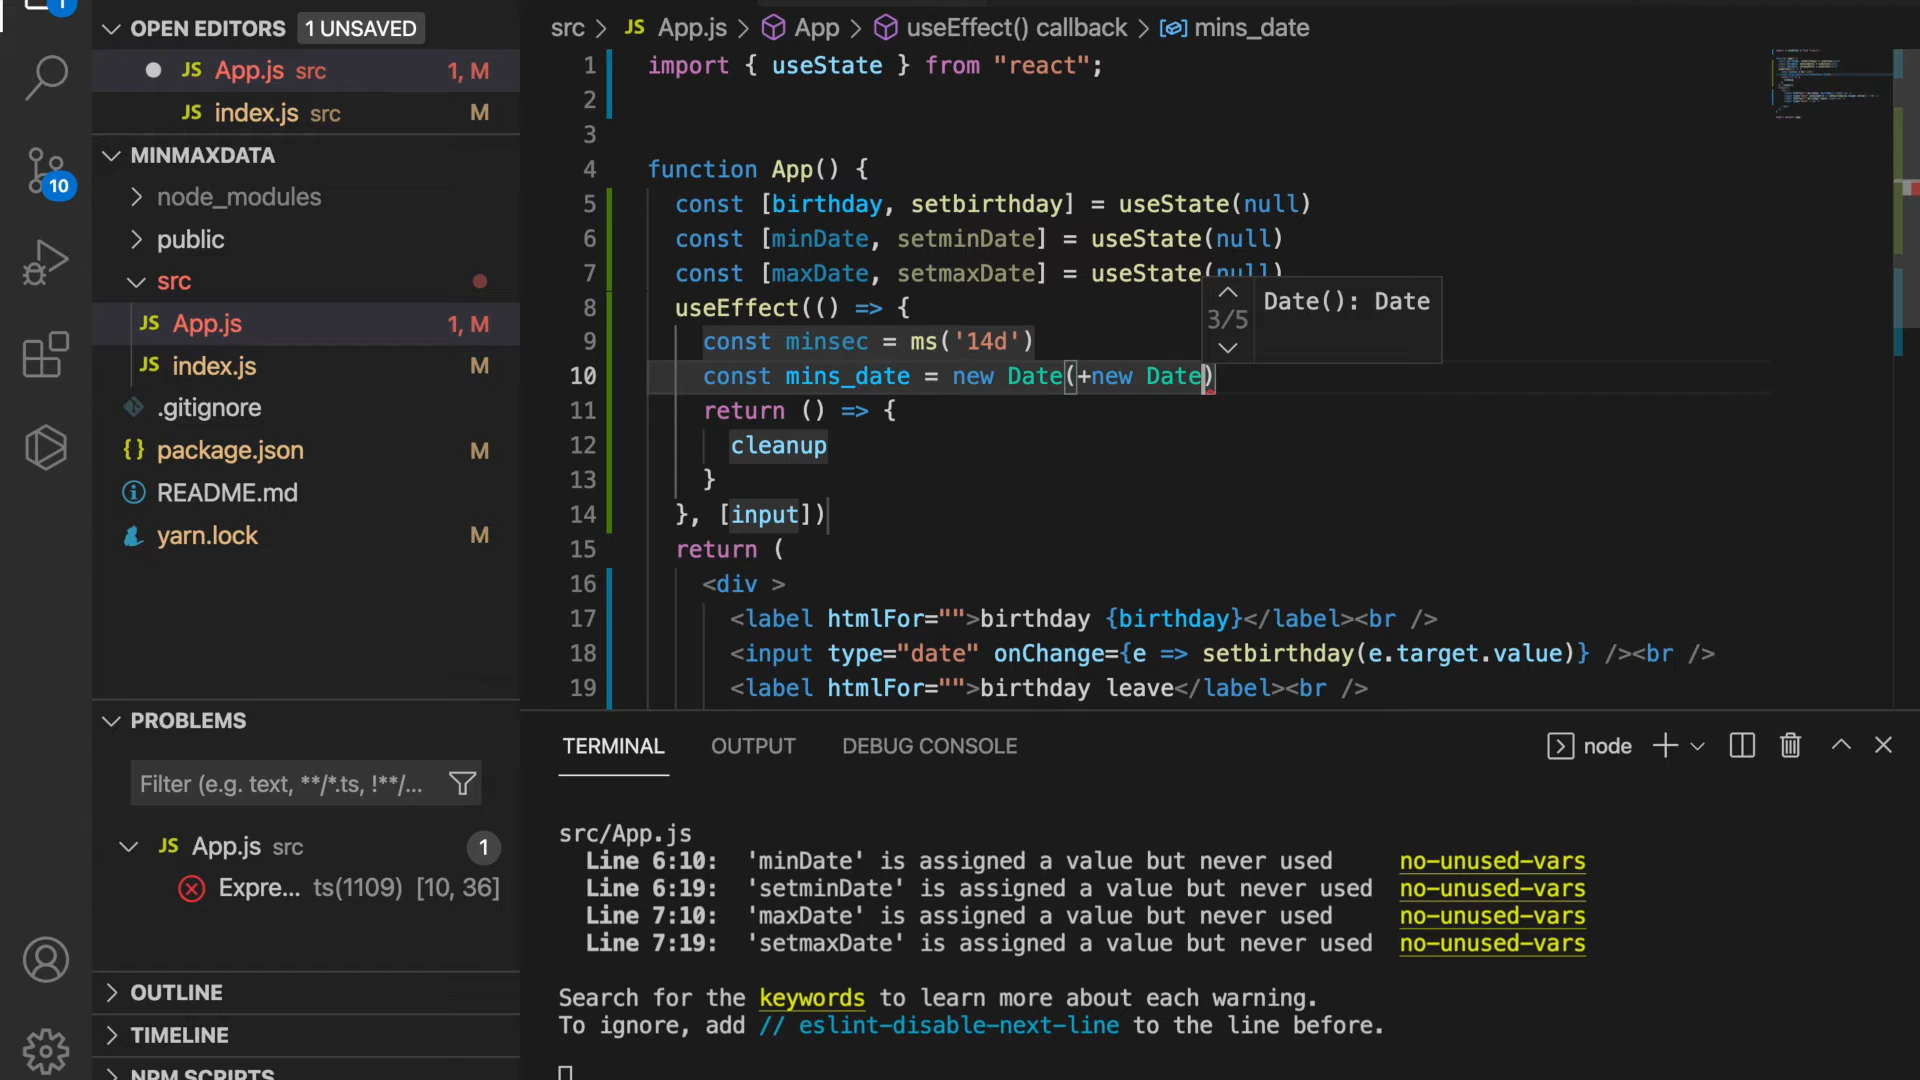 1
OPEN EDITORS 1 UNSAVED
JS App.js src 1, M
JS index.js src M
MINMAXDATA
10
node_modules
public
src
JS App.js 1, M
JS index.js M
.gitignore
{} package.json M
README.md
yarn.lock M
PROBLEMS
Filter (e.g. text, **/*.ts, !**/...
JS App.js src 1
Expre... ts(1109) [10, 36]
OUTLINE
TIMELINE
NPM SCRIPTS
src > JS App.js > App > useEffect() callback > mins_date
1 import { useState } from "react";
2
3
4 function App() {
5 const [birthday, setbirthday] = useState(null)
6 const [minDate, setminDate] = useState(null)
7 const [maxDate, setmaxDate] = useState(null)
8 useEffect(() => {
9 const minsec = ms('14d')
10 const mins_date = new Date(+new Date)
11 return () => {
12 cleanup
13 }
14 }, [input])
15 return (
16 <div >
17 <label htmlFor="">birthday {birthday}</label><br />
18 <input type="date" onChange={e => setbirthday(e.target.value)} /><br />
19 <label htmlFor="">birthday leave</label><br />
3/5 Date(): Date
TERMINAL OUTPUT DEBUG CONSOLE node
src/App.js
Line 6:10: 'minDate' is assigned a value but never used no-unused-vars
Line 6:19: 'setminDate' is assigned a value but never used no-unused-vars
Line 7:10: 'maxDate' is assigned a value but never used no-unused-vars
Line 7:19: 'setmaxDate' is assigned a value but never used no-unused-vars
Search for the keywords to learn more about each warning.
To ignore, add // eslint-disable-next-line to the line before.